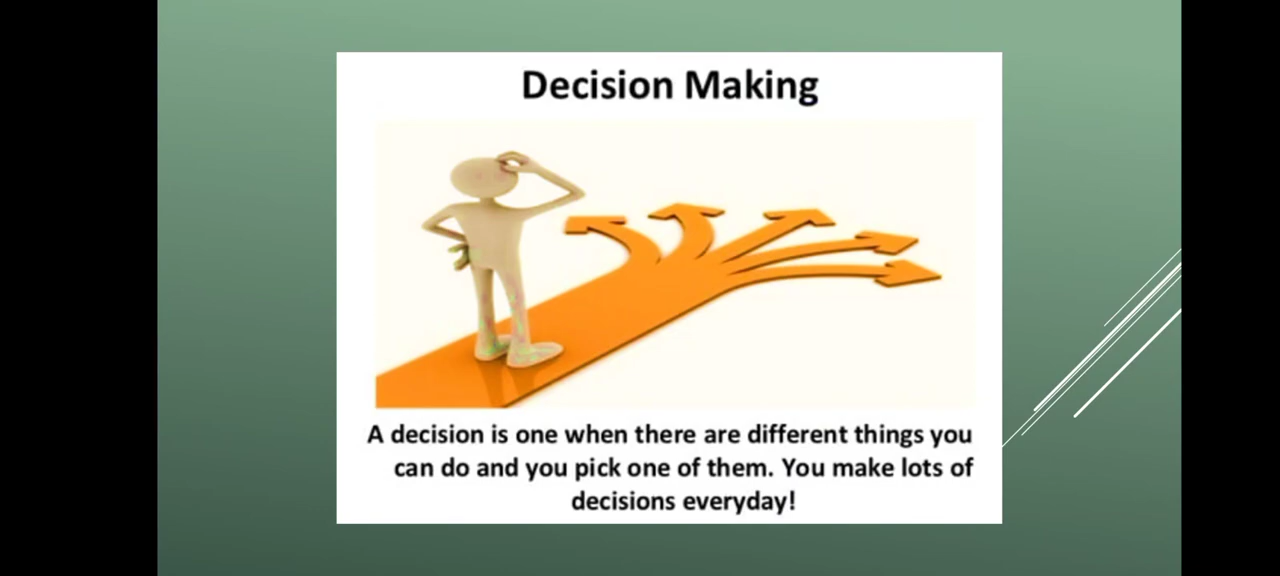 Decision Making
A decision is one when there are different things you
can do and you pick one of them. You make lots of
decisions everyday!